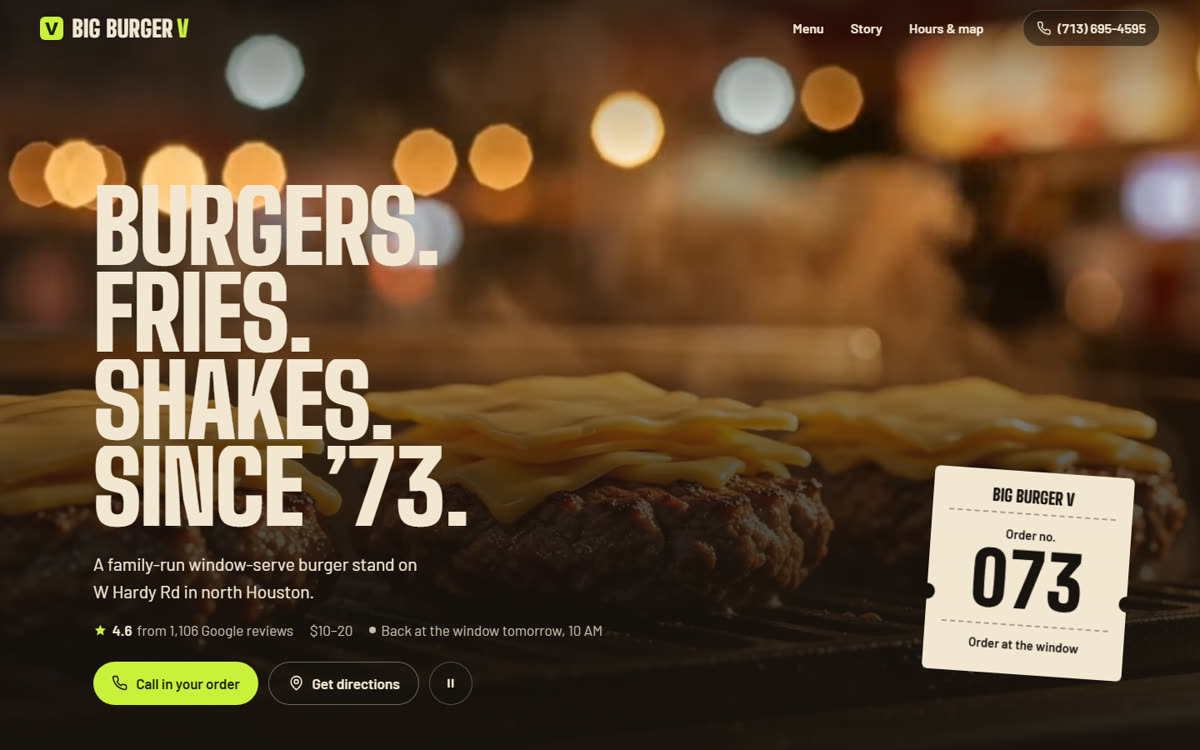 V BIG BURGER V
Menu Story Hours & map (713) 695-4595
BURGERS.
FRIES.
SHAKES.
SINCE ’73.
A family-run window-serve burger stand on
W Hardy Rd in north Houston.
4.6 from 1,106 Google reviews $10–20 Back at the window tomorrow, 10 AM
Call in your order Get directions
BIG BURGER V
Order no.
073
Order at the window